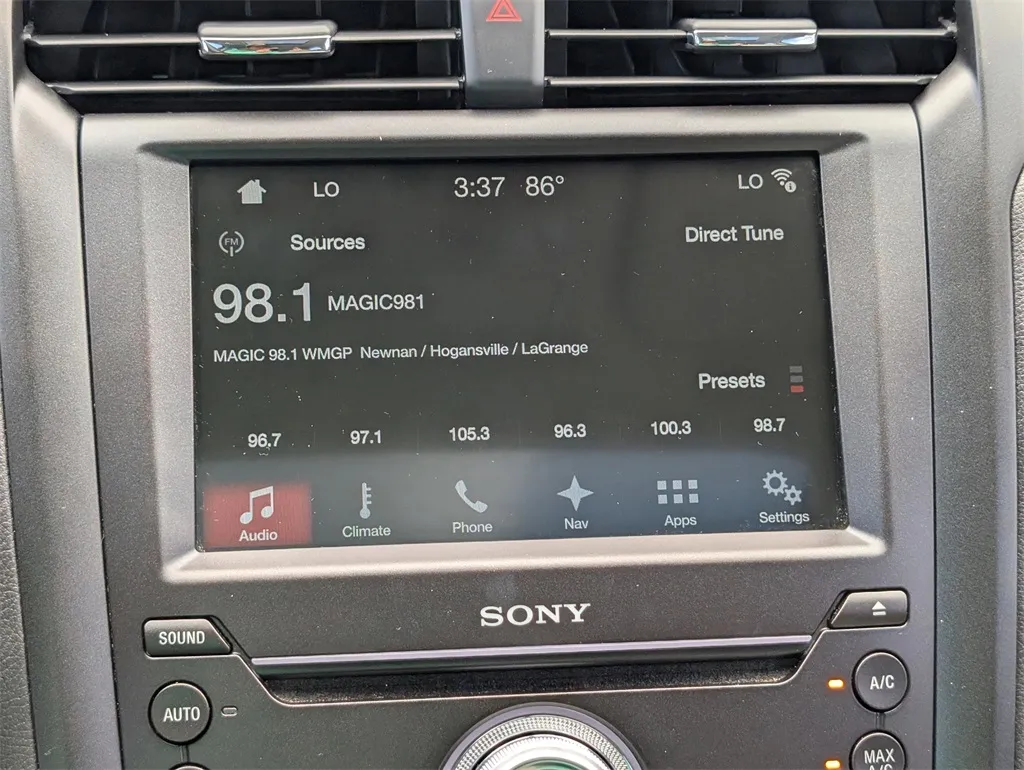 LO 3:37 86° LO
FM Sources Direct Tune
98.1 MAGIC981
MAGIC 98.1 WMGP Newnan / Hogansville / LaGrange
Presets
96.7 97.1 105.3 96.3 100.3 98.7
Audio Climate Phone Nav Apps Settings
SONY
SOUND
AUTO A/C
MAX
A/C